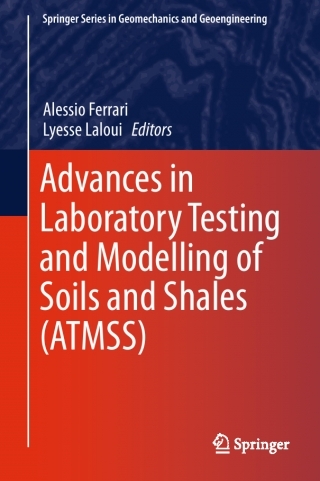 Springer Series in Geomechanics and Geoengineering
Alessio Ferrari
Lyesse Laloui Editors
Advances in
Laboratory Testing
and Modelling of
Soils and Shales
(ATMSS)
Springer